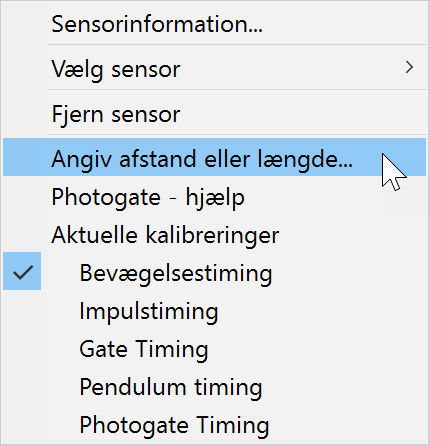 Sensorinformation...
Vælg sensor
Fjern sensor
Angiv afstand eller længde...
Photogate - hjælp
Aktuelle kalibreringer
Bevægelsestiming
Impulstiming
Gate Timing
Pendulum timing
Photogate Timing